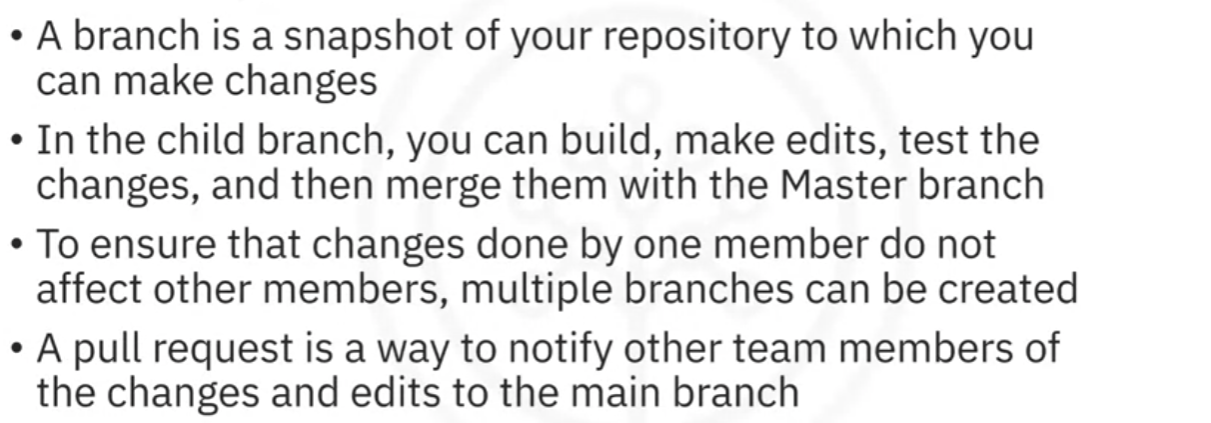 • A branch is a snapshot of your repository to which you
can make changes
• In the child branch, you can build, make edits, test the
changes, and then merge them with the Master branch
• To ensure that changes done by one member do not
affect other members, multiple branches can be created
• A pull request is a way to notify other team members of
the changes and edits to the main branch